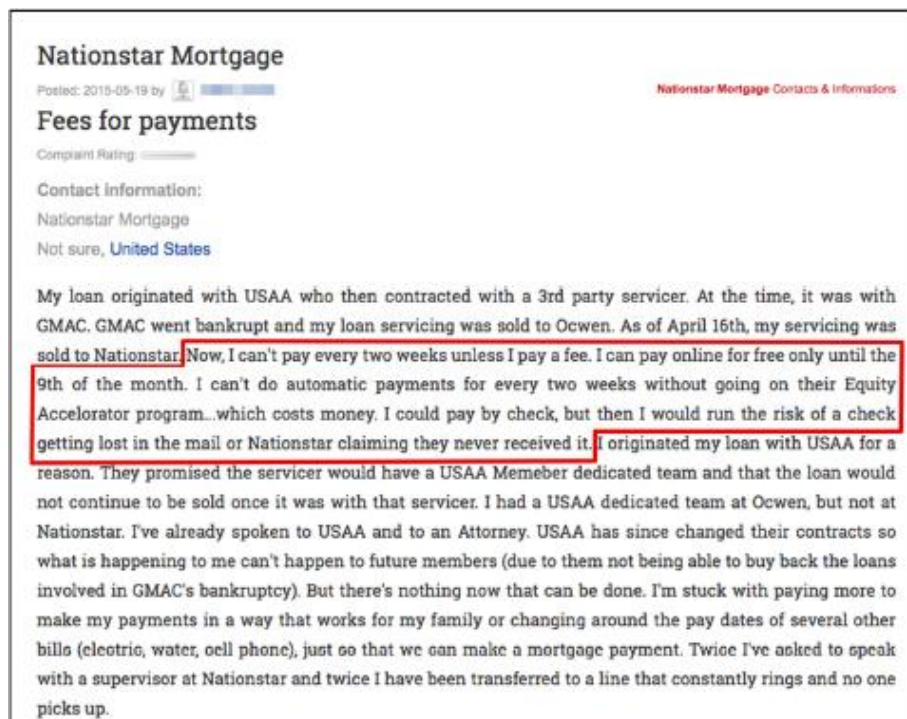 Nationstar Mortgage
Posted: 2015-05-19 by
Nationstar Mortgage Contacts & Informations
Fees for payments
Complaint Rating:
Contact information:
Nationstar Mortgage
Not sure, United States
My loan originated with USAA who then contracted with a 3rd party servicer. At the time, it was with
GMAC. GMAC went bankrupt and my loan servicing was sold to Ocwen. As of April 16th, my servicing was
sold to Nationstar. Now, I can't pay every two weeks unless I pay a fee. I can pay online for free only until the
9th of the month. I can't do automatic payments for every two weeks without going on their Equity
Accelorator program...which costs money. I could pay by check, but then I would run the risk of a check
getting lost in the mail or Nationstar claiming they never received it. I originated my loan with USAA for a
reason. They promised the servicer would have a USAA Memeber dedicated team and that the loan would
not continue to be sold once it was with that servicer. I had a USAA dedicated team at Ocwen, but not at
Nationstar. I've already spoken to USAA and to an Attorney. USAA has since changed their contracts so
what is happening to me can't happen to future members (due to them not being able to buy back the loans
involved in GMAC's bankruptcy). But there's nothing now that can be done. I'm stuck with paying more to
make my payments in a way that works for my family or changing around the pay dates of several other
bills (electric, water, cell phone), just so that we can make a mortgage payment. Twice I've asked to speak
with a supervisor at Nationstar and twice I have been transferred to a line that constantly rings and no one
picks up.